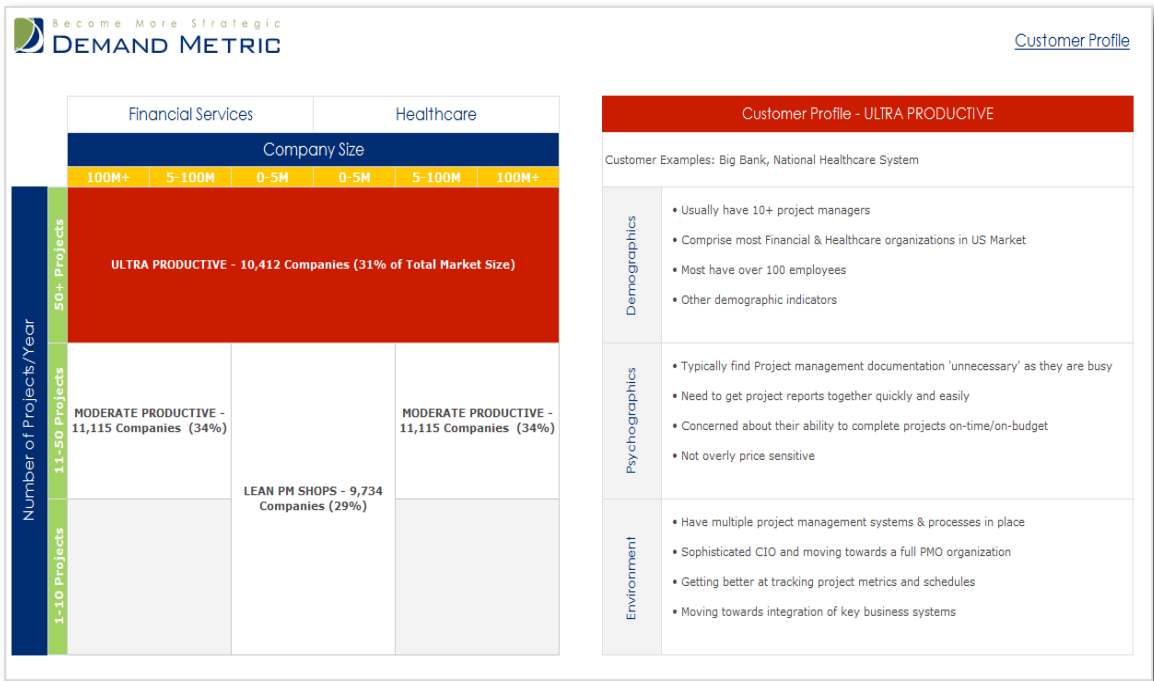 Become More Strategic
DEMAND METRIC
Customer Profile
Financial Services
Healthcare
Company Size
100M+ 5-100M 0-5M 0-5M 5-100M 100M+
Number of Projects/Year
50+ Projects
ULTRA PRODUCTIVE - 10,412 Companies (31% of Total Market Size)
11-50 Projects
MODERATE PRODUCTIVE -
11,115 Companies (34%)
MODERATE PRODUCTIVE -
11,115 Companies (34%)
LEAN PM SHOPS - 9,734
Companies (29%)
1-10 Projects
Customer Profile - ULTRA PRODUCTIVE
Customer Examples: Big Bank, National Healthcare System
Demographics
• Usually have 10+ project managers
• Comprise most Financial & Healthcare organizations in US Market
• Most have over 100 employees
• Other demographic indicators
Psychographics
• Typically find Project management documentation 'unnecessary' as they are busy
• Need to get project reports together quickly and easily
• Concerned about their ability to complete projects on-time/on-budget
• Not overly price sensitive
Environment
• Have multiple project management systems & processes in place
• Sophisticated CIO and moving towards a full PMO organization
• Getting better at tracking project metrics and schedules
• Moving towards integration of key business systems